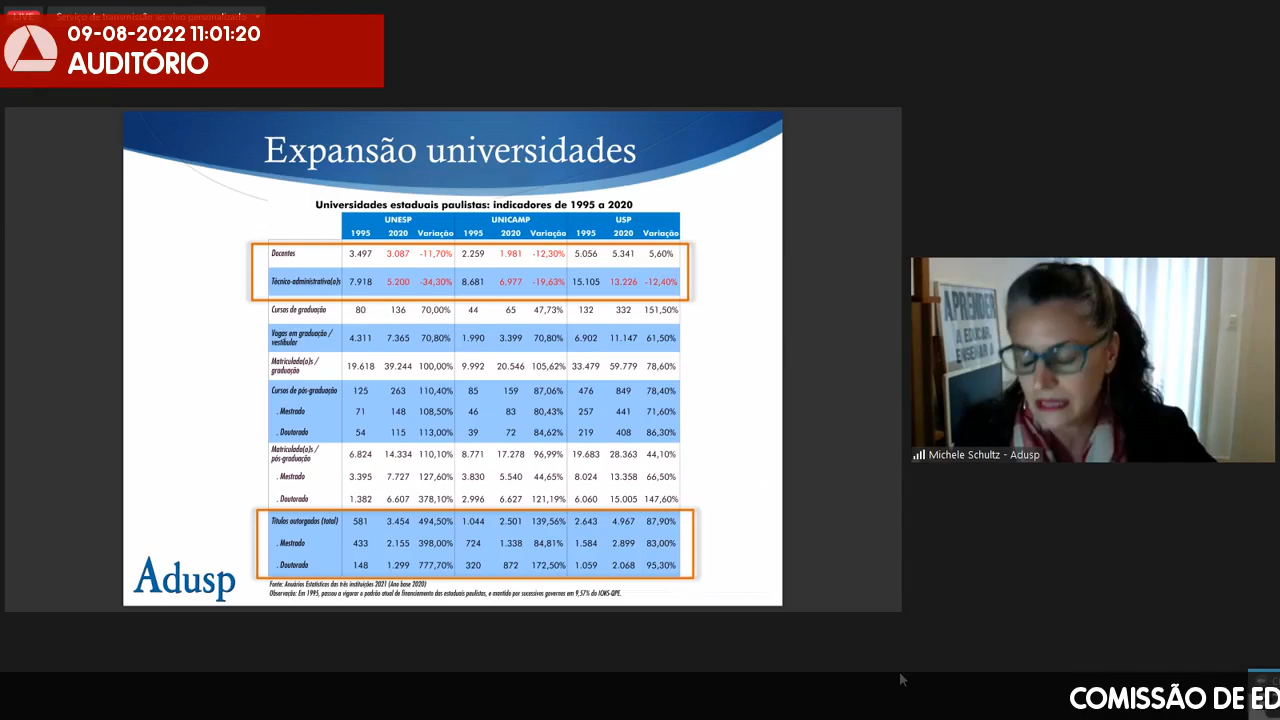 LIVE
Serviço de transmissão ao vivo personalizado
09-08-2022 11:01:20
AUDITÓRIO
Expansão universidades
Universidades estaduais paulistas: indicadores de 1995 a 2020
UNESP UNICAMP USP
1995 2020 Variação 1995 2020 Variação 1995 2020 Variação
Docentes 3.497 3.087 -11,70% 2.259 1.981 -12,30% 5.056 5.341 5,60%
Técnico-administrativa(o)s 7.918 5.200 -34,30% 8.681 6.977 -19,63% 15.105 13.226 -12,40%
Cursos de graduação 80 136 70,00% 44 65 47,73% 132 332 151,50%
Vagas em graduação /
vestibular 4.311 7.365 70,80% 1.990 3.399 70,80% 6.902 11.147 61,50%
Matriculada(o)s /
graduação 19.618 39.244 100,00% 9.992 20.546 105,62% 33.479 59.779 78,60%
Cursos de pós-graduação 125 263 110,40% 85 159 87,06% 476 849 78,40%
. Mestrado 71 148 108,50% 46 83 80,43% 257 441 71,60%
. Doutorado 54 115 113,00% 39 72 84,62% 219 408 86,30%
Matriculada(o)s /
pós-graduação 6.824 14.334 110,10% 8.771 17.278 96,99% 19.683 28.363 44,10%
. Mestrado 3.395 7.727 127,60% 3.830 5.540 44,65% 8.024 13.358 66,50%
. Doutorado 1.382 6.607 378,10% 2.996 6.627 121,19% 6.060 15.005 147,60%
Títulos outorgados (total) 581 3.454 494,50% 1.044 2.501 139,56% 2.643 4.967 87,90%
. Mestrado 433 2.155 398,00% 724 1.338 84,81% 1.584 2.899 83,00%
. Doutorado 148 1.299 777,70% 320 872 172,50% 1.059 2.068 95,30%
Fonte: Anuários Estatísticos das três instituições 2021 (Ano base 2020)
Observação: Em 1995, passou a vigorar o padrão atual de financiamento das estaduais paulistas, e mantido por sucessivos governos em 9,57% do ICMS-QPE.
Adusp
APRENDER
A EDUCAR
Michele Schultz - Adusp
COMISSÃO DE ED